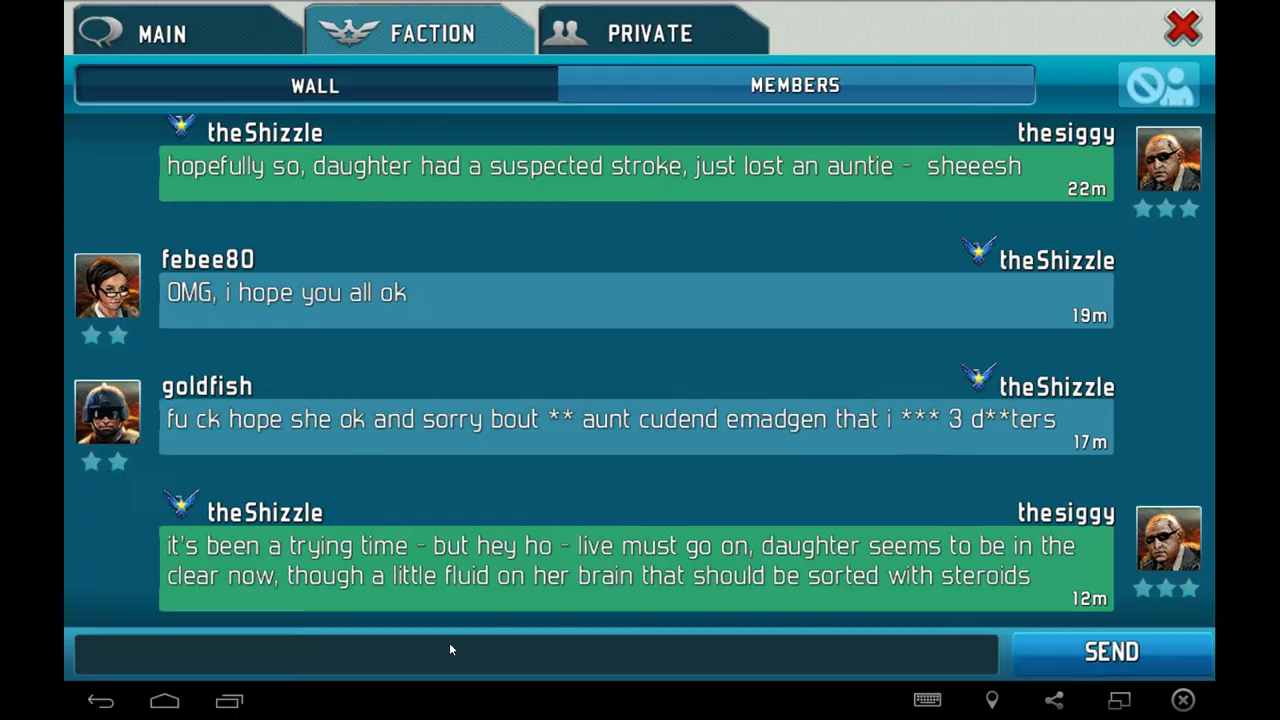 MAIN
FACTION
PRIVATE
WALL
MEMBERS
theShizzle
thesiggy
hopefully so, daughter had a suspected stroke, just lost an auntie - sheeesh
22m
febee80
theShizzle
OMG, i hope you all ok
19m
goldfish
theShizzle
fu ck hope she ok and sorry bout ** aunt cudend emadgen that i *** 3 d**ters
17m
theShizzle
thesiggy
it's been a trying time - but hey ho - live must go on, daughter seems to be in the
clear now, though a little fluid on her brain that should be sorted with steroids
12m
SEND